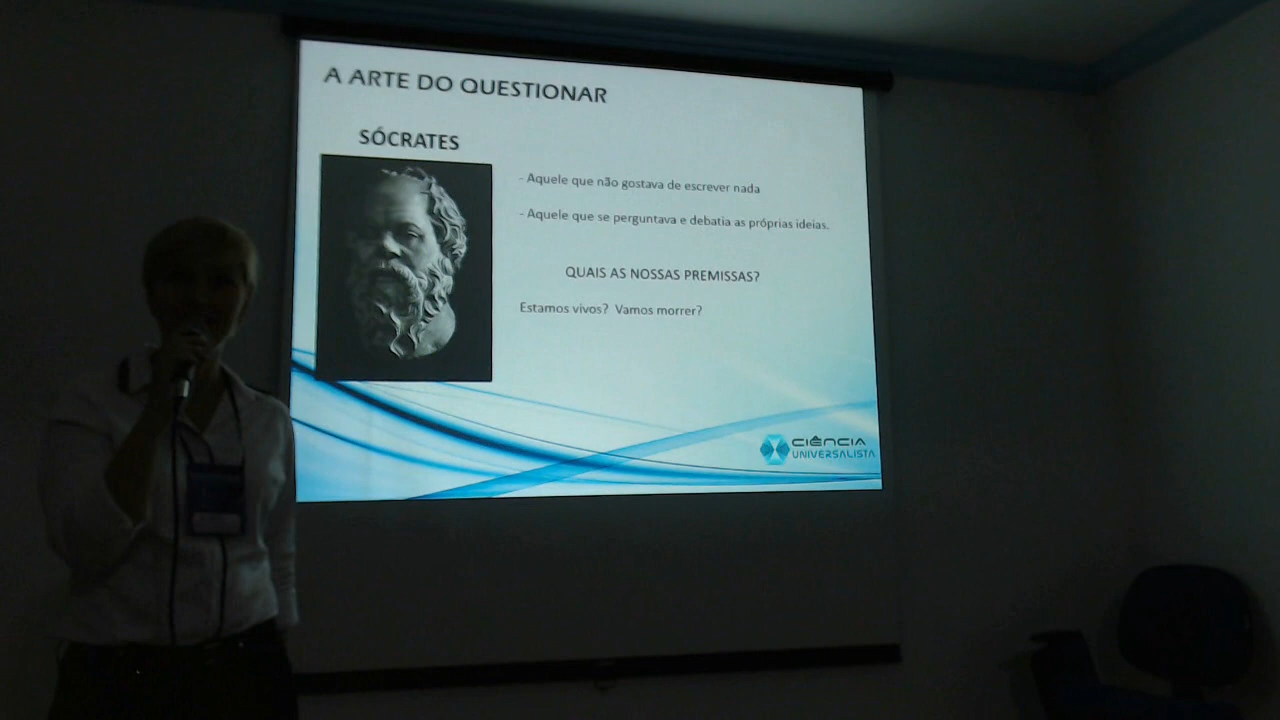 A ARTE DO QUESTIONAR
SÓCRATES
- Aquele que não gostava de escrever nada
- Aquele que se perguntava e debatia as próprias ideias.
QUAIS AS NOSSAS PREMISSAS?
Estamos vivos? Vamos morrer?
CIÊNCIA
UNIVERSALISTA